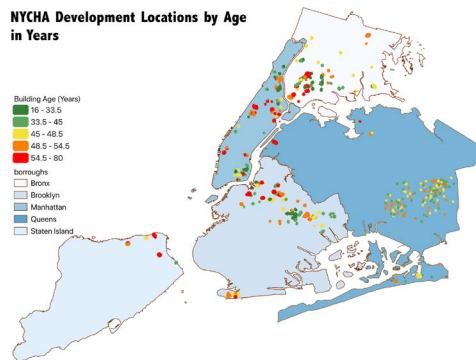 NYCHA Development Locations by Age
in Years
Building Age (Years)
16 - 33.5
33.5 - 45
45 - 48.5
48.5 - 54.5
54.5 - 80
borroughs
Bronx
Brooklyn
Manhattan
Queens
Staten Island